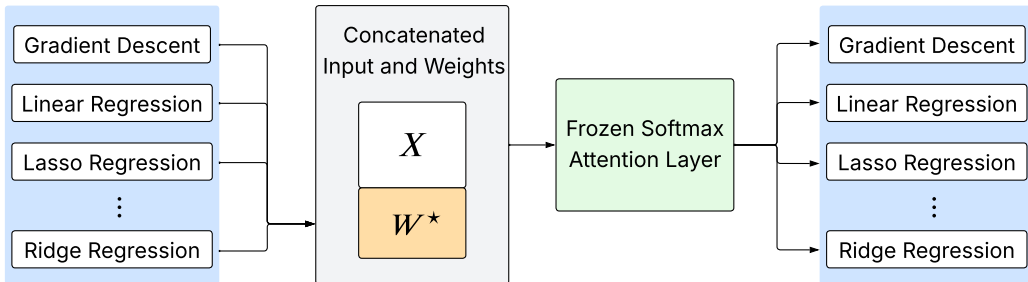 Gradient Descent
Linear Regression
Lasso Regression
⋮
Ridge Regression
Concatenated
Input and Weights
X
W⋆
Frozen Softmax
Attention Layer
Gradient Descent
Linear Regression
Lasso Regression
⋮
Ridge Regression